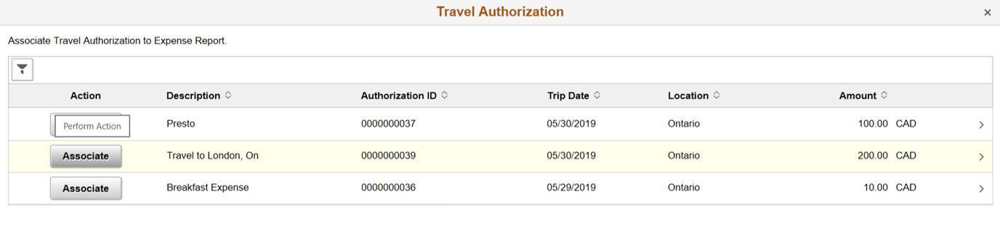 Travel Authorization ×
Associate Travel Authorization to Expense Report.
Action Description Authorization ID Trip Date Location Amount
Perform Action Presto 0000000037 05/30/2019 Ontario 100.00 CAD
Associate Travel to London, On 0000000039 05/30/2019 Ontario 200.00 CAD
Associate Breakfast Expense 0000000036 05/29/2019 Ontario 10.00 CAD